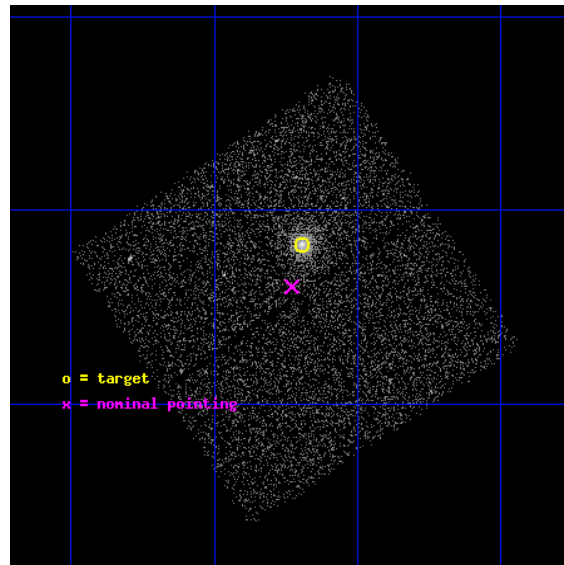 o = target
x = nominal pointing